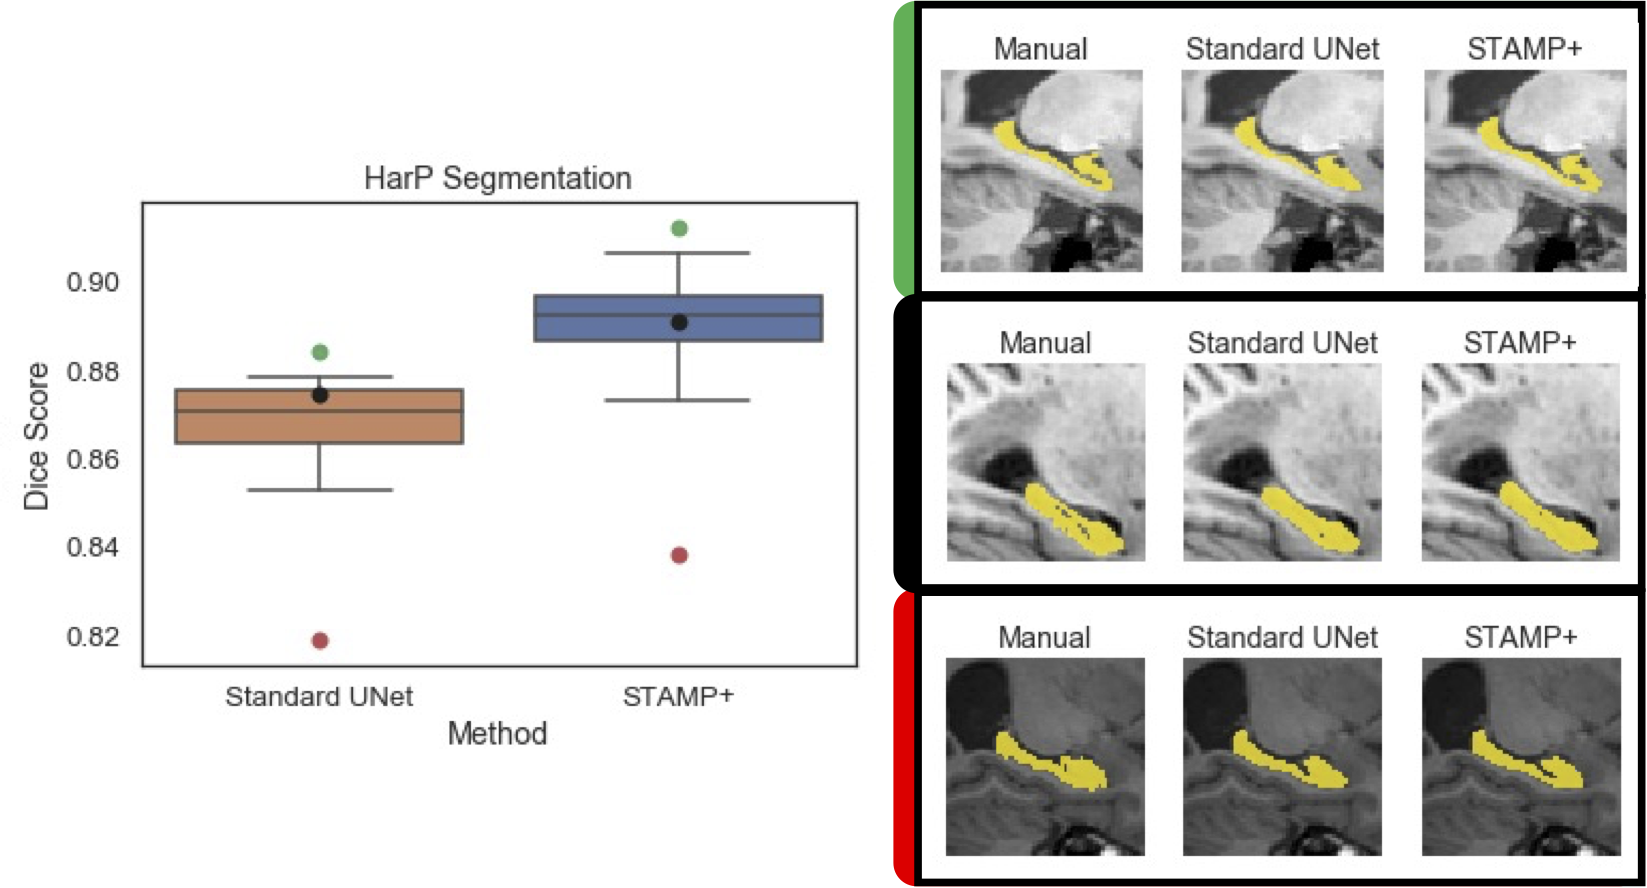 HarP Segmentation
Dice Score
0.90
0.88
0.86
0.84
0.82
Standard UNet STAMP+
Method
Manual Standard UNet STAMP+
Manual Standard UNet STAMP+
Manual Standard UNet STAMP+